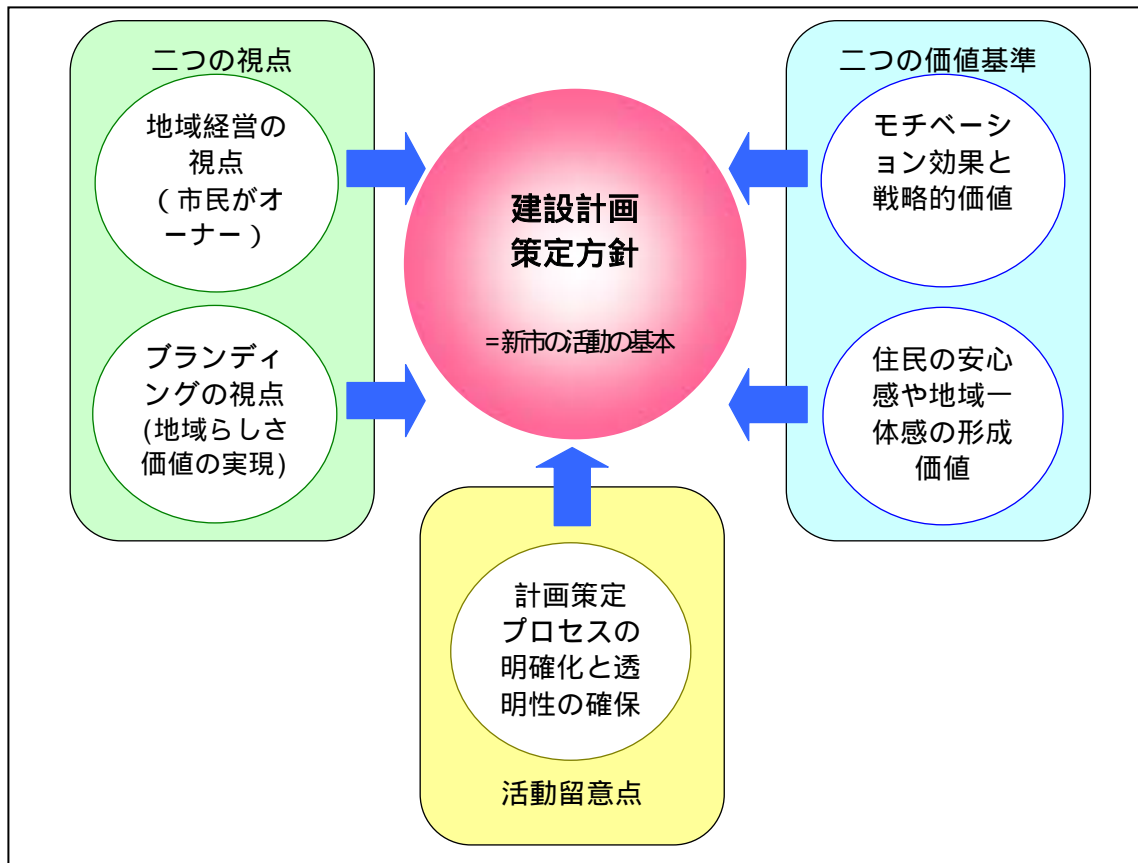 二つの視点
地域経営の
視点
（市民がオ
ーナー）
ブランディ
ングの視点
(地域らしさ
価値の実現)
建設計画
策定方針
=新市の活動の基本
二つの価値基準
モチベーシ
ョン効果と
戦略的価値
住民の安心
感や地域一
体感の形成
価値
計画策定
プロセスの
明確化と透
明性の確保
活動留意点